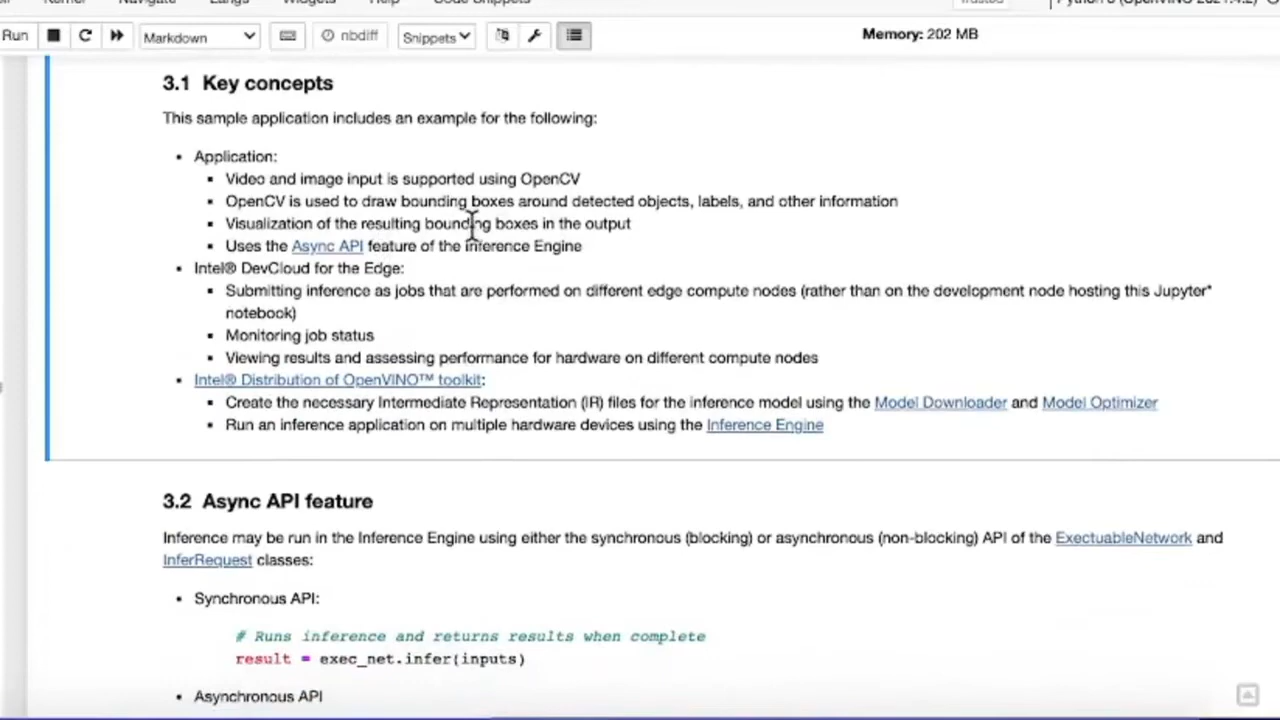 Kernel Navigate Langs Widgets Help Code Snippets Trusted
Run Markdown nbdiff Snippets Memory: 202 MB
3.1 Key concepts
This sample application includes an example for the following:
▪ Application:
▪ Video and image input is supported using OpenCV
▪ OpenCV is used to draw bounding boxes around detected objects, labels, and other information
▪ Visualization of the resulting bounding boxes in the output
▪ Uses the Async API feature of the Inference Engine
▪ Intel® DevCloud for the Edge:
▪ Submitting inference as jobs that are performed on different edge compute nodes (rather than on the development node hosting this Jupyter*
notebook)
▪ Monitoring job status
▪ Viewing results and assessing performance for hardware on different compute nodes
▪ Intel® Distribution of OpenVINO™ toolkit:
▪ Create the necessary Intermediate Representation (IR) files for the inference model using the Model Downloader and Model Optimizer
▪ Run an inference application on multiple hardware devices using the Inference Engine
3.2 Async API feature
Inference may be run in the Inference Engine using either the synchronous (blocking) or asynchronous (non-blocking) API of the ExectuableNetwork and
InferRequest classes:
▪ Synchronous API:
# Runs inference and returns results when complete
result = exec_net.infer(inputs)
▪ Asynchronous API